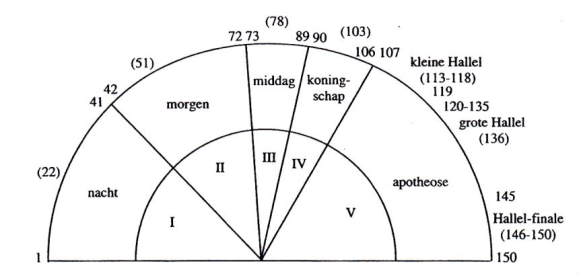 (78)
72 73
89 90
(103)
106 107
(51)
kleine Hallel
(113-118)
119
120-135
grote Hallel
(136)
42
41
morgen
middag
koning-
schap
(22)
nacht
I
II
III
IV
V
apotheose
145
Hallel-finale
(146-150)
1
150